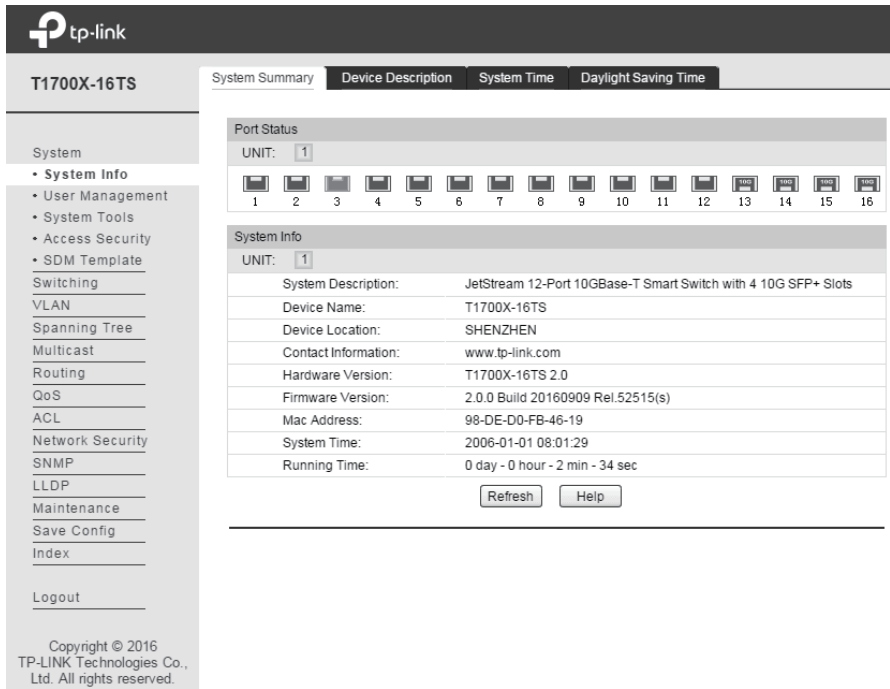 tp-link
T1700X-16TS
System Summary Device Description System Time Daylight Saving Time
System
• System Info
• User Management
• System Tools
• Access Security
• SDM Template
Switching
VLAN
Spanning Tree
Multicast
Routing
QoS
ACL
Network Security
SNMP
LLDP
Maintenance
Save Config
Index
Logout
Copyright © 2016
TP-LINK Technologies Co.,
Ltd. All rights reserved.
Port Status
UNIT: 1
10G 10G 10G 10G
1 2 3 4 5 6 7 8 9 10 11 12 13 14 15 16
System Info
UNIT: 1
System Description: JetStream 12-Port 10GBase-T Smart Switch with 4 10G SFP+ Slots
Device Name: T1700X-16TS
Device Location: SHENZHEN
Contact Information: www.tp-link.com
Hardware Version: T1700X-16TS 2.0
Firmware Version: 2.0.0 Build 20160909 Rel.52515(s)
Mac Address: 98-DE-D0-FB-46-19
System Time: 2006-01-01 08:01:29
Running Time: 0 day - 0 hour - 2 min - 34 sec
Refresh Help